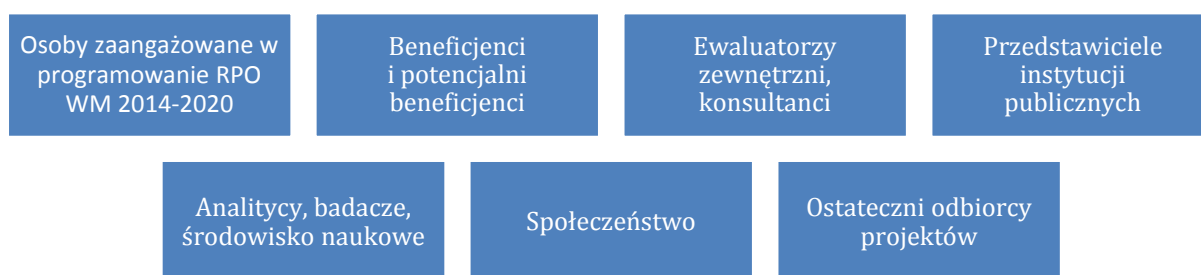 Osoby zaangażowane w
programowanie RPO
WM 2014-2020
Beneficjenci
i potencjalni
beneficjenci
Ewaluatorzy
zewnętrzni,
konsultanci
Przedstawiciele
instytucji
publicznych
Analitycy, badacze,
środowisko naukowe
Społeczeństwo
Ostateczni odbiorcy
projektów